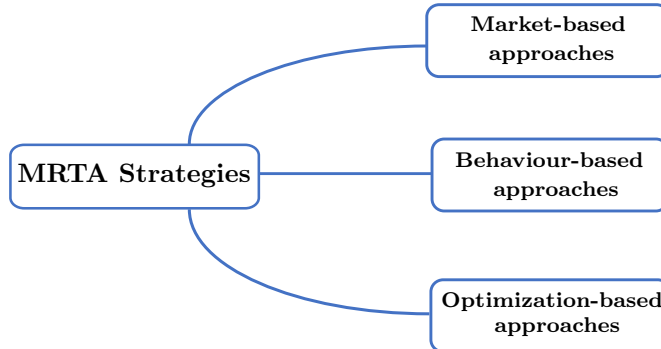 Market-based
approaches
MRTA Strategies
Behaviour-based
approaches
Optimization-based
approaches